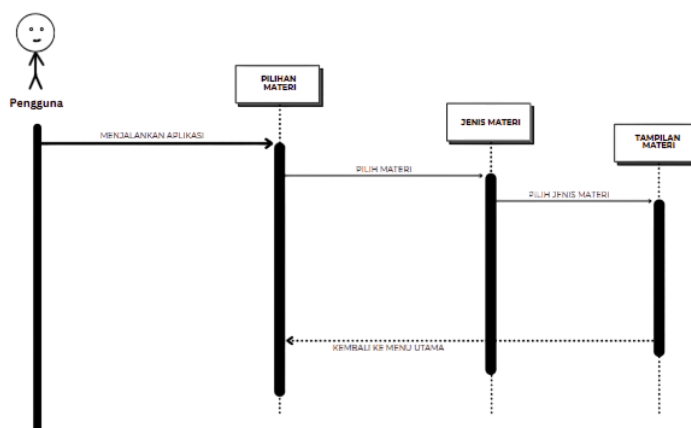 Pengguna
PILIHAN
MATERI
JENIS MATERI
TAMPILAN
MATERI
MENJALANKAN APLIKASI
PILIH MATERI
PILIH JENIS MATERI
KEMBALI KE MENU UTAMA